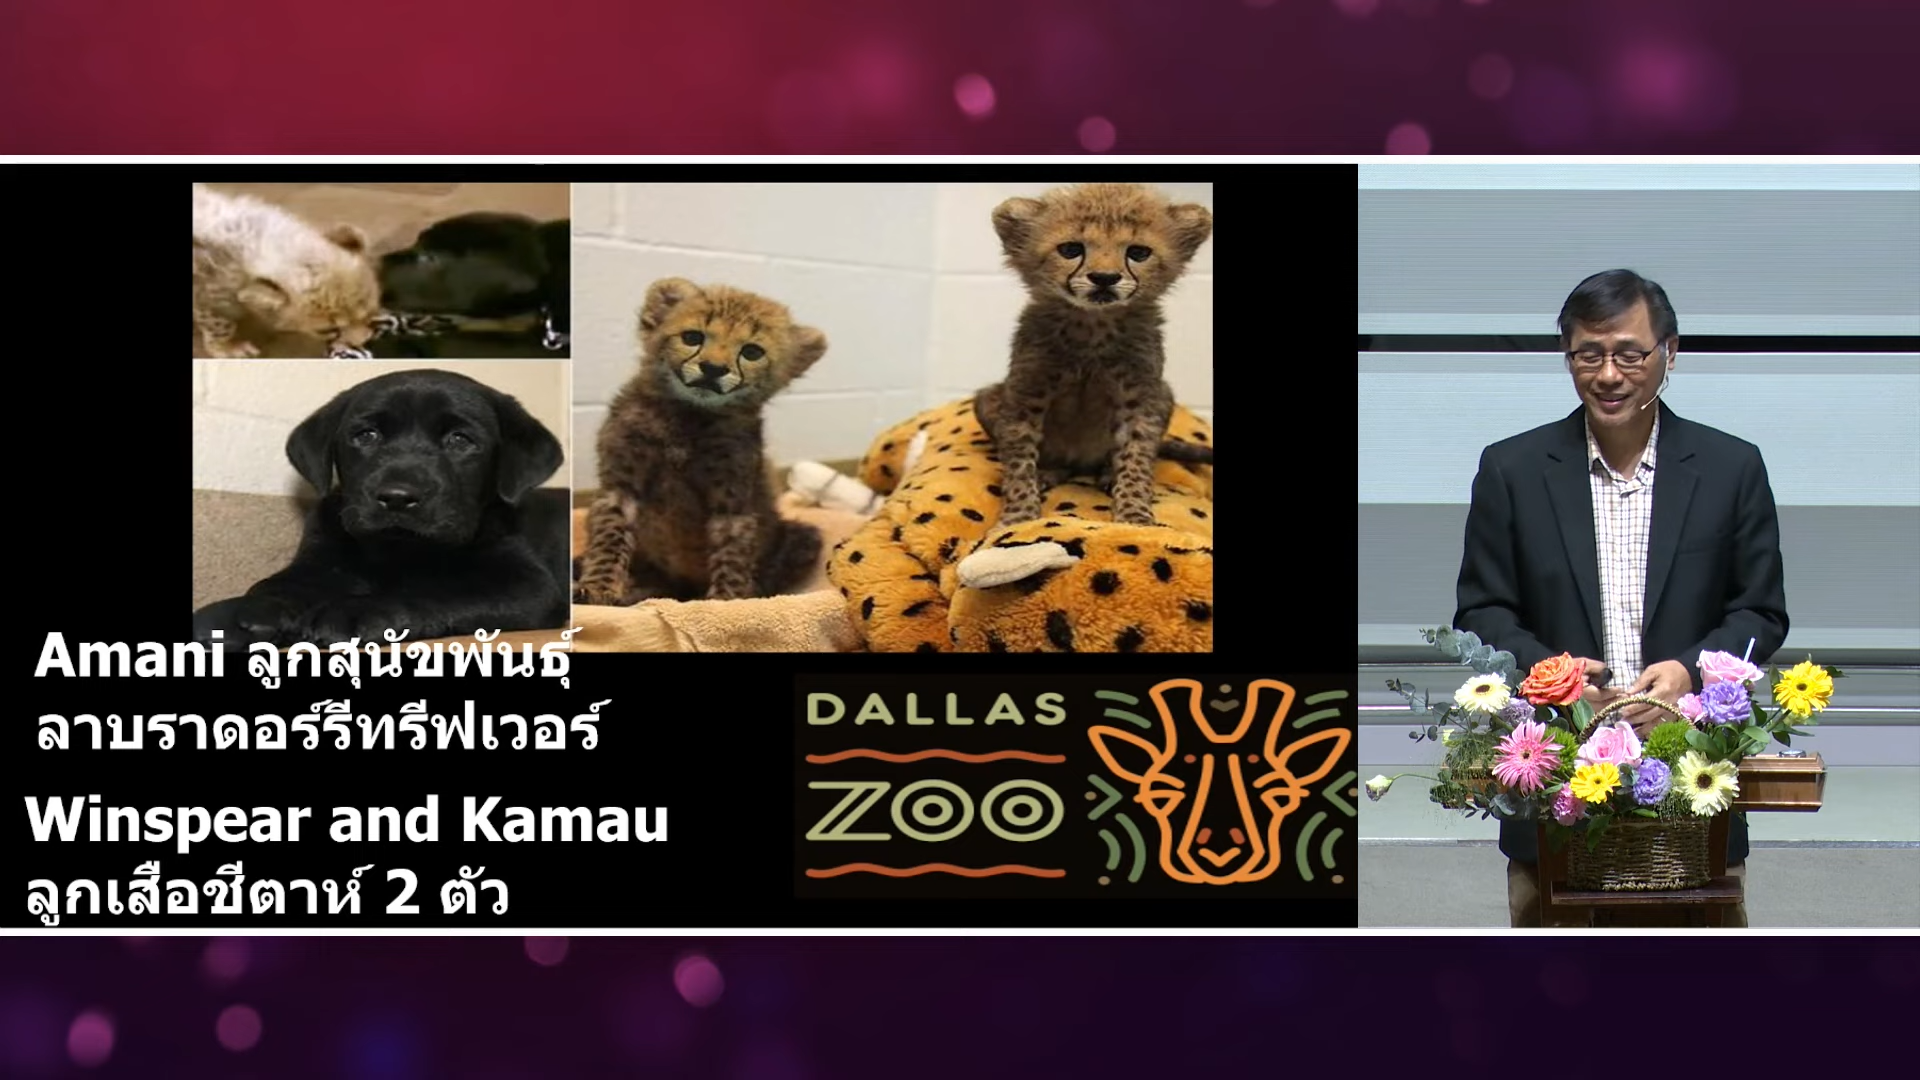 Amani ลูกสุนัขพันธุ์
ลาบราดอร์รีทรีฟเวอร์
Winspear and Kamau
ลูกเสือชีตาห์ 2 ตัว
DALLAS
ZOO